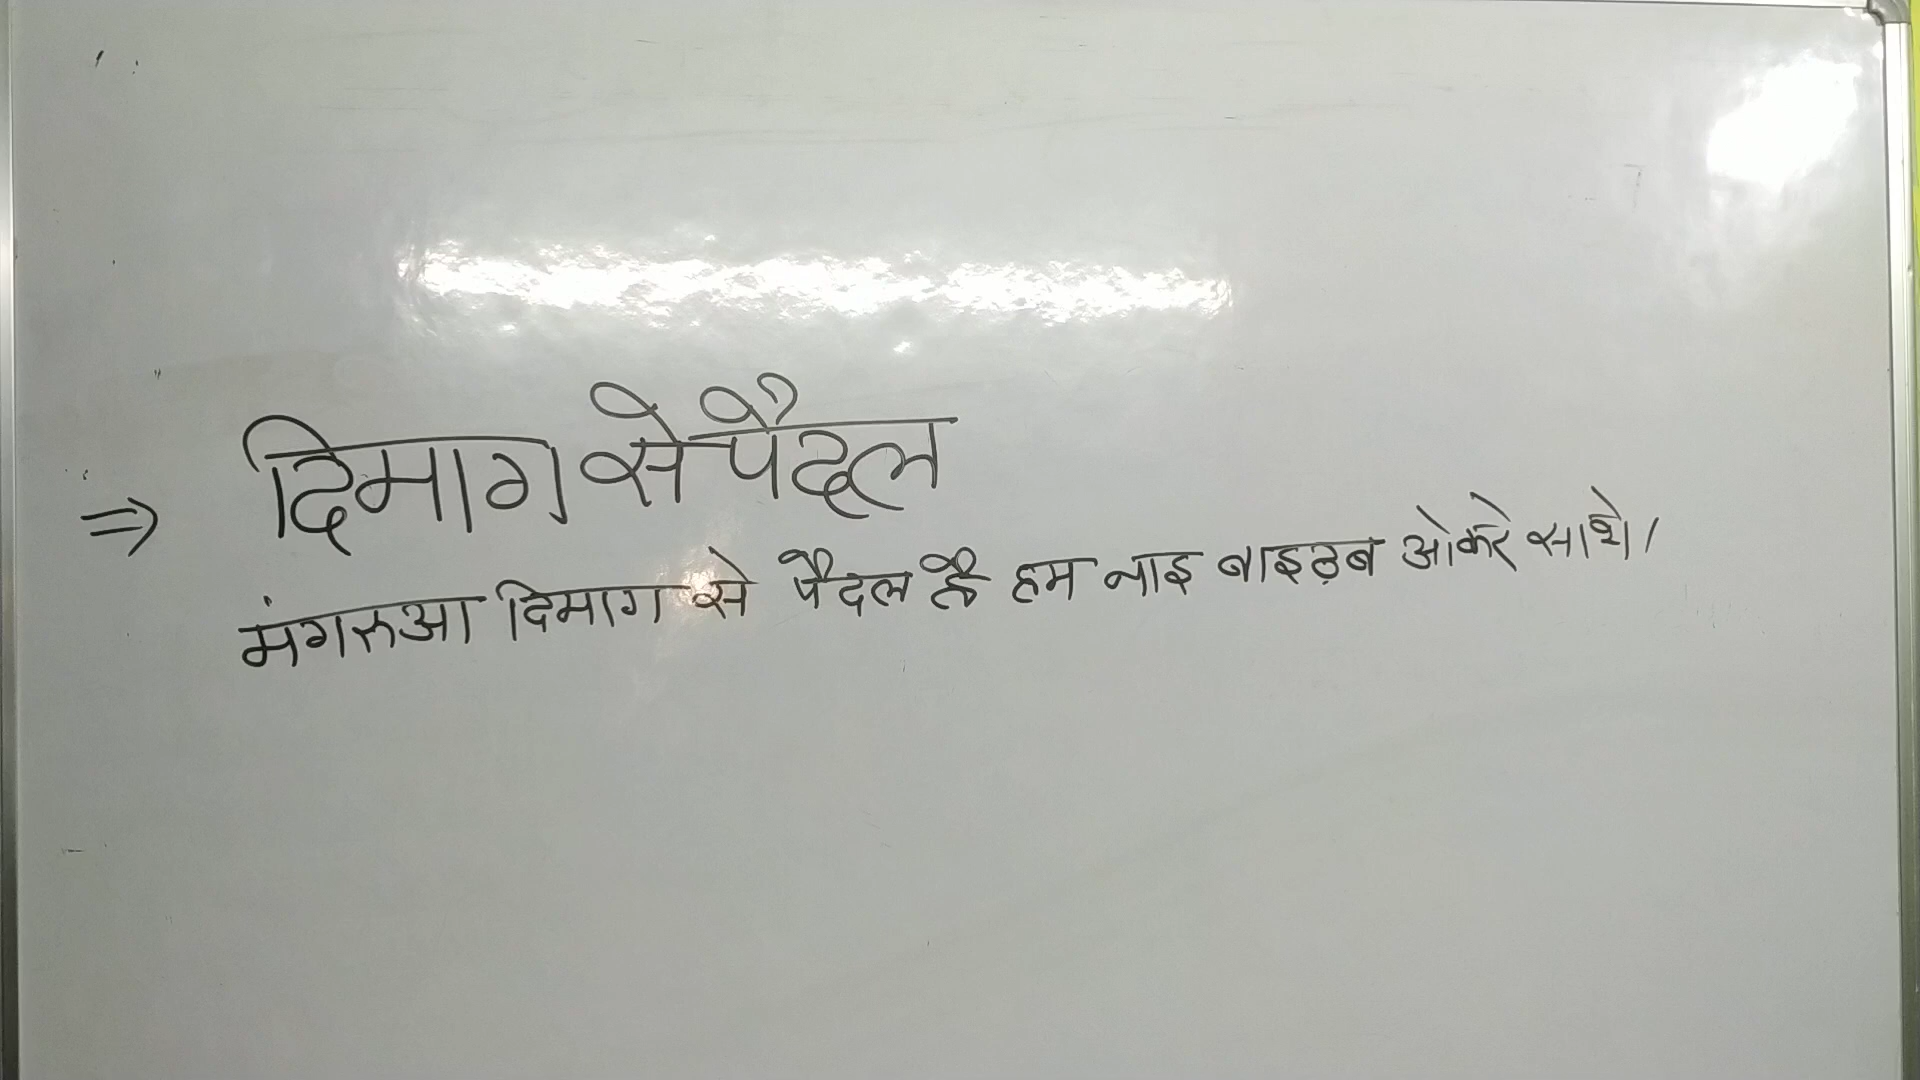 ⇒ दिमाग से पैदल
मंगरुआ दिमाग से पैदल है हम नाइ बाइठब ओकरे साथे।